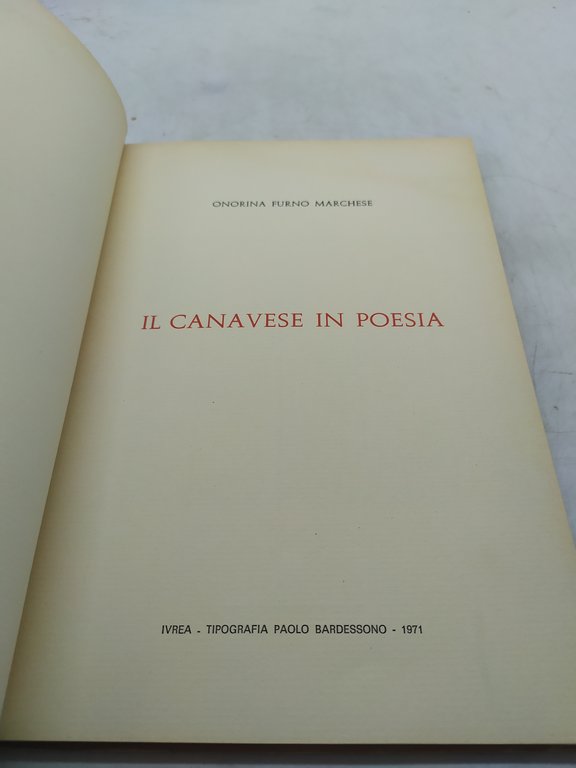 ONORINA FURNO MARCHESE
IL CANAVESE IN POESIA
IVREA - TIPOGRAFIA PAOLO BARDESSONO - 1971